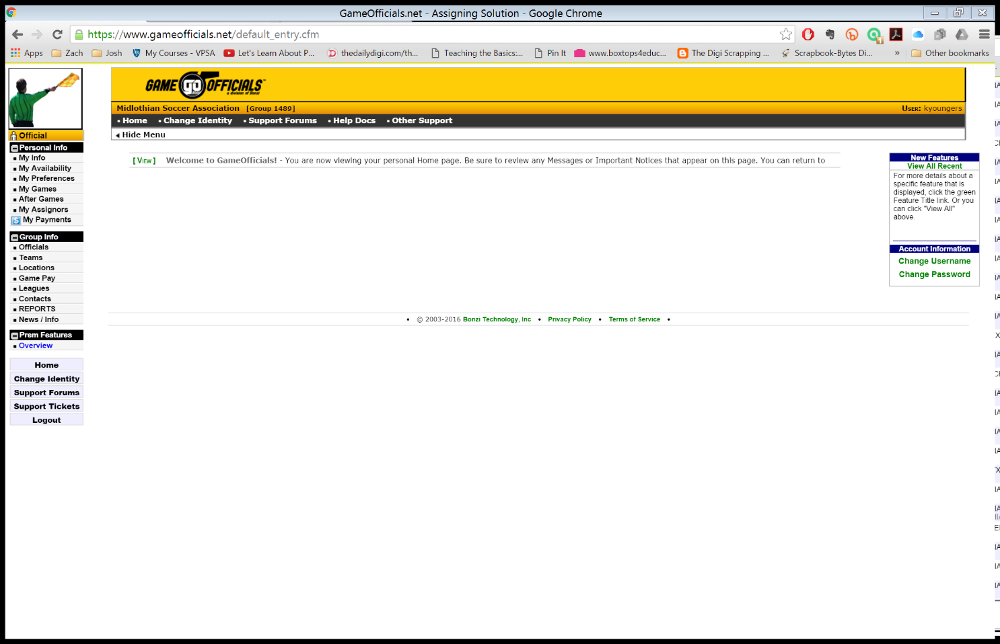 GameOfficials.net - Assigning Solution - Google Chrome
https://www.gameofficials.net/default_entry.cfm
Apps Zach Josh My Courses - VPSA Let's Learn About P... thedailydigi.com/th... Teaching the Basics:... Pin It www.boxtops4educ... The Digi Scrapping ... Scrapbook-Bytes Di... » Other bookmarks
GAME GO OFFICIALS™
a division of Bonzi
Midlothian Soccer Association [Group 1489] USER: kyoungers
• Home • Change Identity • Support Forums • Help Docs • Other Support
Hide Menu
Official
Personal Info
My Info
My Availability
My Preferences
My Games
After Games
My Assignors
My Payments
Group Info
Officials
Teams
Locations
Game Pay
Leagues
Contacts
REPORTS
News / Info
Prem Features
Overview
Home
Change Identity
Support Forums
Support Tickets
Logout
[ VIEW ] Welcome to GameOfficials! - You are now viewing your personal Home page. Be sure to review any Messages or Important Notices that appear on this page. You can return to
New Features
View All Recent
For more details about a
specific feature that is
displayed, click the green
Feature Title link. Or you
can click "View All"
above.
Account Information
Change Username
Change Password
• © 2003-2016 Bonzi Technology, Inc • Privacy Policy • Terms of Service •